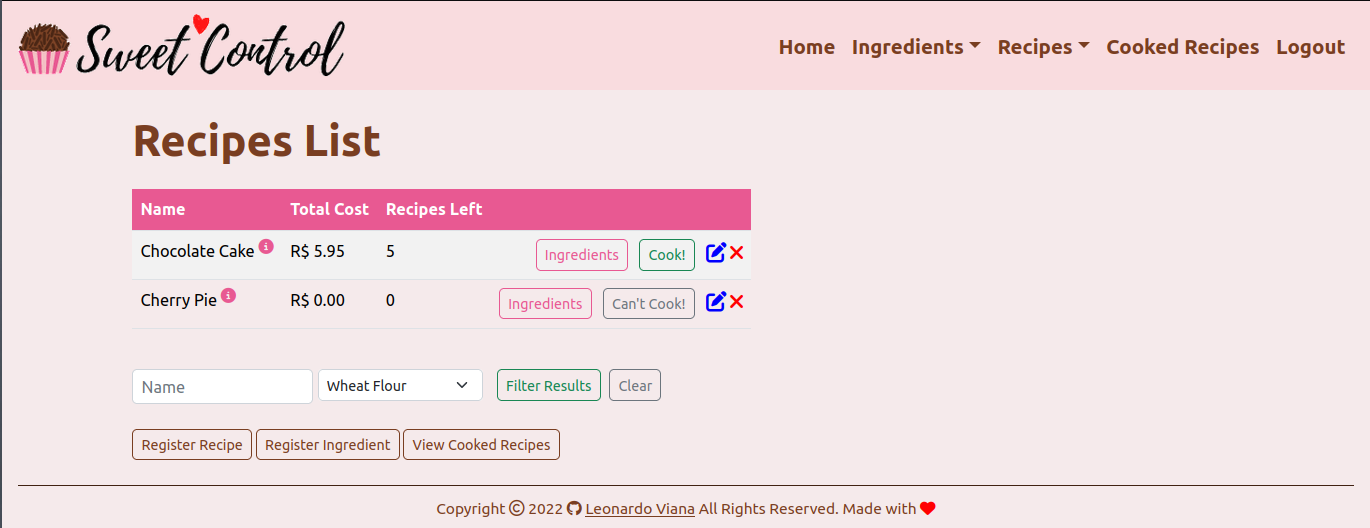 Sweet Control Home Ingredients Recipes Cooked Recipes Logout
Recipes List
Name Total Cost Recipes Left
Chocolate Cake R$ 5.95 5 Ingredients Cook!
Cherry Pie R$ 0.00 0 Ingredients Can't Cook!
Name Wheat Flour Filter Results Clear
Register Recipe Register Ingredient View Cooked Recipes
Copyright © 2022 Leonardo Viana All Rights Reserved. Made with